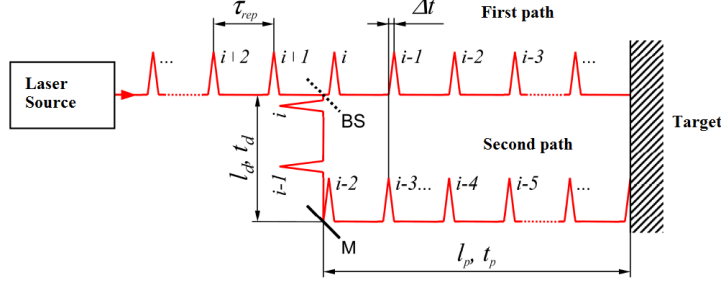 τrep
Δt
First path
... i+2 i+1 i i-1 i-2 i-3
Laser
Source
i
BS
ld, td
Second path
Target
i-1
i-2 i-3... i-4 i-5 ...
M
lp, tp